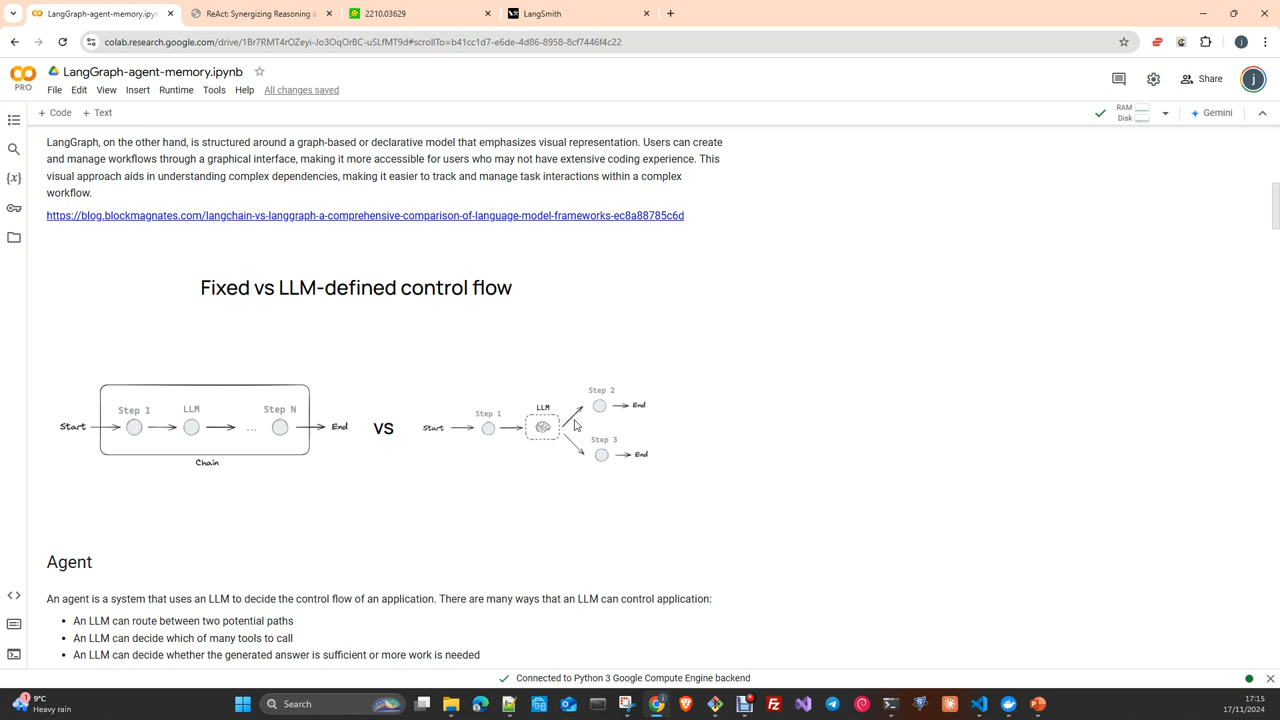 LangGraph-agent-memory.ipyn
ReAct: Synergizing Reasoning a
2210.03629
LangSmith
colab.research.google.com/drive/1Br7RMT4rOZeyi-Jo3OqOrBC-uSLfMT9d#scrollTo=b41cc1d7-e6de-4d86-8958-8cf7446f4c22
PRO
LangGraph-agent-memory.ipynb
File Edit View Insert Runtime Tools Help All changes saved
Share
j
+ Code + Text
RAM
Disk
Gemini
LangGraph, on the other hand, is structured around a graph-based or declarative model that emphasizes visual representation. Users can create
and manage workflows through a graphical interface, making it more accessible for users who may not have extensive coding experience. This
visual approach aids in understanding complex dependencies, making it easier to track and manage task interactions within a complex
workflow.
https://blog.blockmagnates.com/langchain-vs-langgraph-a-comprehensive-comparison-of-language-model-frameworks-ec8a88785c6d
Fixed vs LLM-defined control flow
Start
Step 1
LLM
...
Step N
End
Chain
VS
Start
Step 1
LLM
Step 2
End
Step 3
End
Agent
An agent is a system that uses an LLM to decide the control flow of an application. There are many ways that an LLM can control application:
• An LLM can route between two potential paths
• An LLM can decide which of many tools to call
• An LLM can decide whether the generated answer is sufficient or more work is needed
Connected to Python 3 Google Compute Engine backend
1
9°C
Heavy rain
Search
17:15
17/11/2024